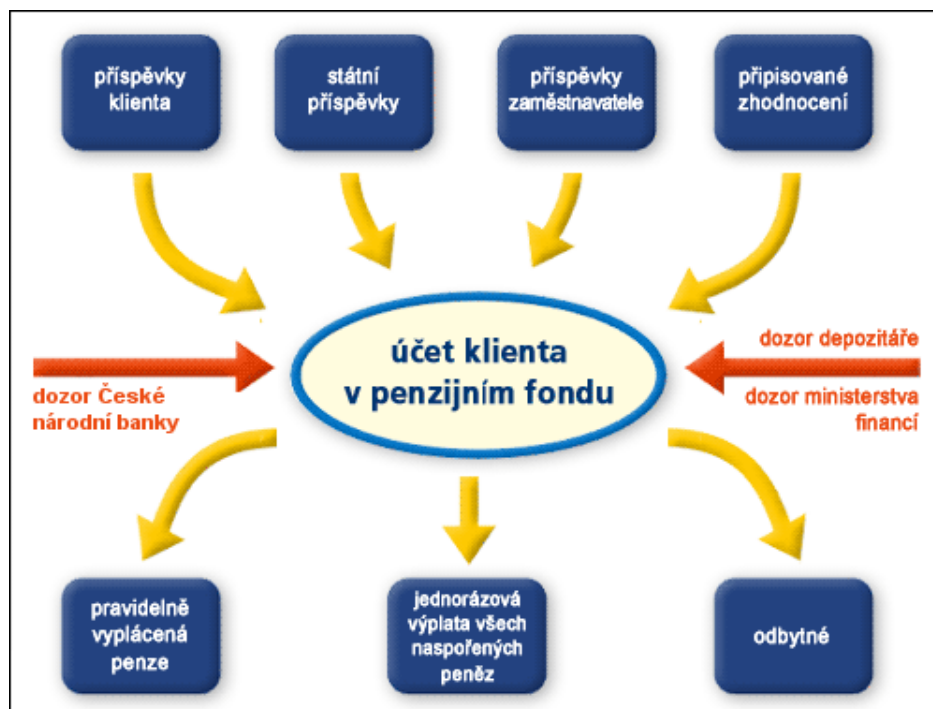 příspěvky
klienta
státní
příspěvky
příspěvky
zaměstnavatele
připisované
zhodnocení
účet klienta
v penzijním fondu
dozor České
národní banky
dozor depozitáře
dozor ministerstva
financí
pravidelně
vyplácená
penze
jednorázová
výplata všech
naspořených
peněz
odbytné